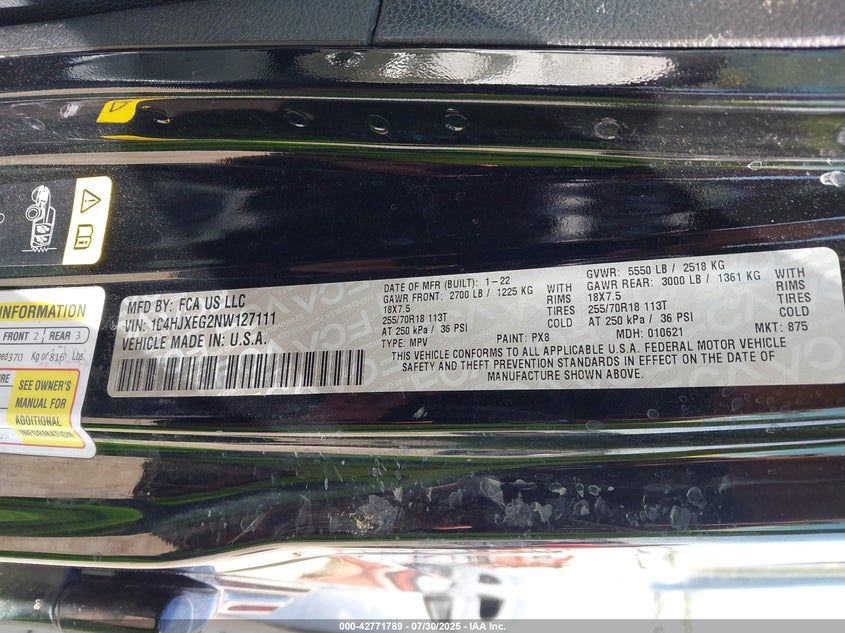 INFORMATION
FRONT 2 REAR 3
370 Kg or 816 Lbs.
SEE OWNER'S
MANUAL FOR
ADDITIONAL
INFORMATION
MFD BY: FCA US LLC
VIN: 1C4HJXEG2NW127111
VEHICLE MADE IN: U.S.A.
DATE OF MFR (BUILT): 1-22 GVWR: 5550 LB / 2518 KG
GAWR FRONT: 2700 LB / 1225 KG WITH GAWR REAR: 3000 LB / 1361 KG WITH
18X7.5 RIMS 18X7.5 RIMS
255/70R18 113T TIRES 255/70R18 113T TIRES
AT 250 kPa / 36 PSI COLD AT 250 kPa / 36 PSI COLD
TYPE: MPV PAINT: PX8 MDH: 010621 MKT: 875
THIS VEHICLE CONFORMS TO ALL APPLICABLE U.S.A. FEDERAL MOTOR VEHICLE
SAFETY AND THEFT PREVENTION STANDARDS IN EFFECT ON THE DATE OF
MANUFACTURE SHOWN ABOVE.
000-42771789 - 07/30/2025 - IAA Inc.